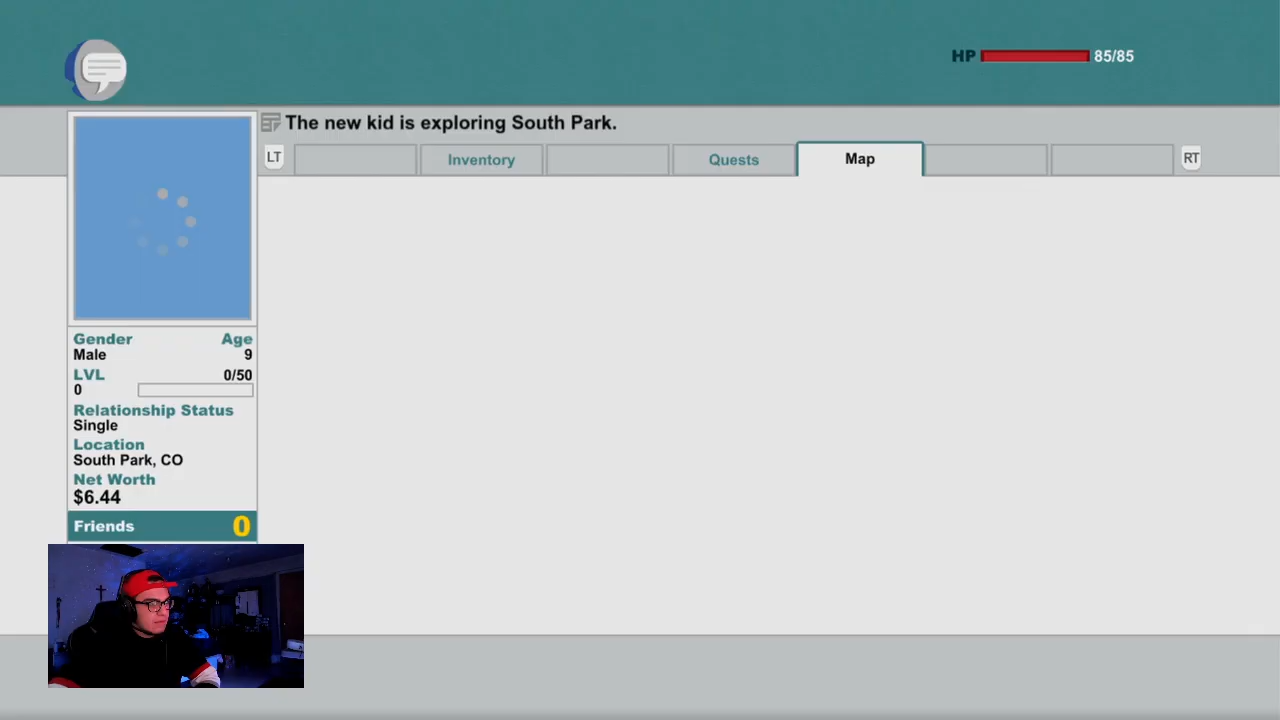 HP 85/85
The new kid is exploring South Park.
LT Inventory Quests Map RT
Gender Age
Male 9
LVL 0/50
0
Relationship Status
Single
Location
South Park, CO
Net Worth
$6.44
Friends 0